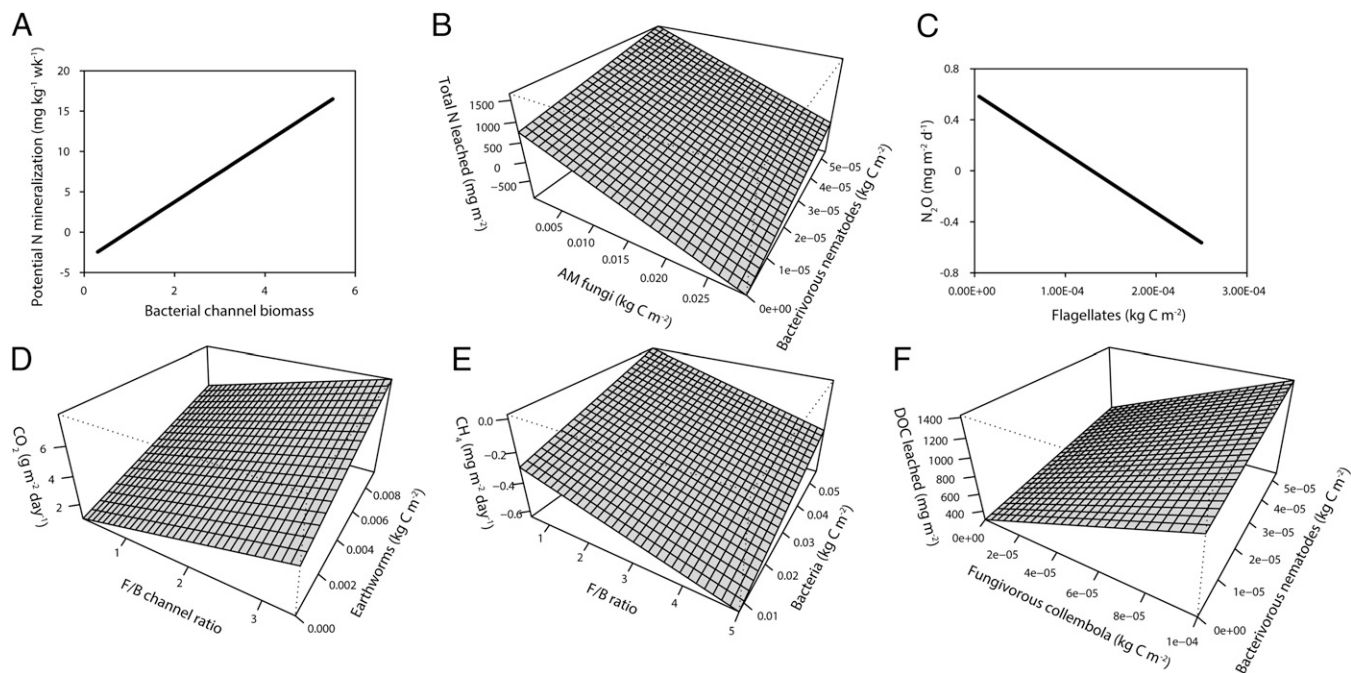 A
Potential N mineralization (mg kg⁻¹ wk⁻¹)
20
15
10
5
0
-5
0
2
4
6
Bacterial channel biomass
B
Total N leached (mg m⁻²)
1500
1000
500
0
−500
0.005
0.010
0.015
0.020
0.025
AM fungi (kg C m⁻²)
0e+00
1e−05
2e−05
3e−05
4e−05
5e−05
Bacterivorous nematodes (kg C m⁻²)
C
N₂O (mg m⁻² d⁻¹)
0.8
0.4
0
-0.4
-0.8
0.00E+00
1.00E-04
2.00E-04
3.00E-04
Flagellates (kg C m⁻²)
D
CO₂ (g m⁻² day⁻¹)
6
4
2
1
2
3
F/B channel ratio
0.000
0.002
0.004
0.006
0.008
Earthworms (kg C m⁻²)
E
CH₄ (mg m⁻² day⁻¹)
0.0
−0.2
−0.4
−0.6
1
2
3
4
5
F/B ratio
0.01
0.02
0.03
0.04
0.05
Bacteria (kg C m⁻²)
F
DOC leached (mg m⁻²)
1400
1200
1000
800
600
400
0e+00
2e−05
4e−05
6e−05
8e−05
1e−04
Fungivorous collembola (kg C m⁻²)
0e+00
1e−05
2e−05
3e−05
4e−05
5e−05
Bacterivorous nematodes (kg C m⁻²)